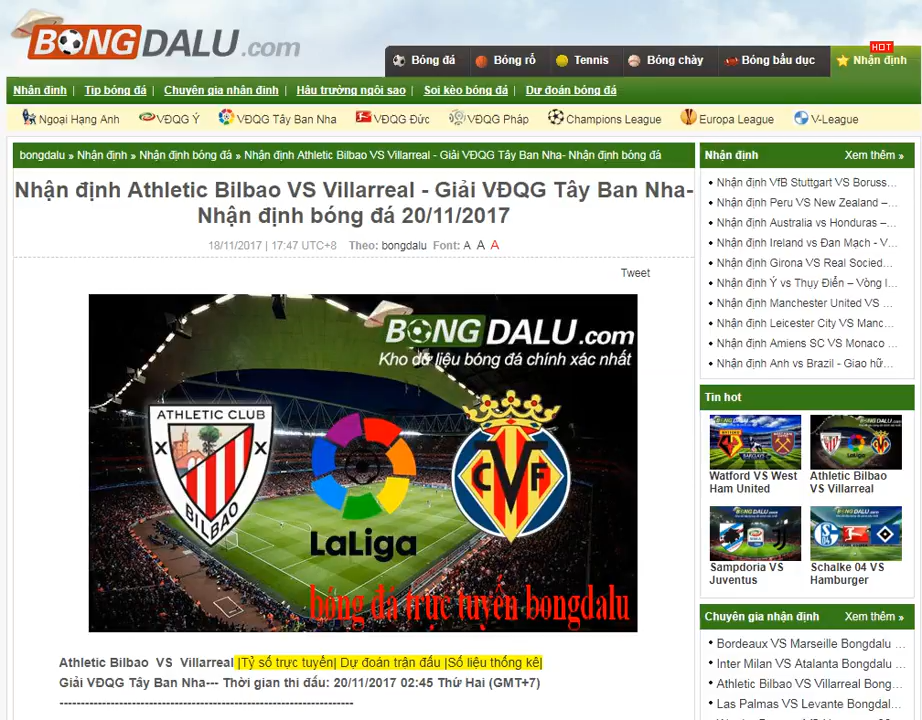 BONGDALU.com
HOT
Bóng đá Bóng rổ Tennis Bóng chày Bóng bầu dục Nhận định
Nhận định | Tip bóng đá | Chuyên gia nhận định | Hậu trường ngôi sao | Soi kèo bóng đá | Dự đoán bóng đá
Ngoại Hạng Anh VĐQG Ý VĐQG Tây Ban Nha VĐQG Đức VĐQG Pháp Champions League Europa League V-League
bongdalu » Nhận định » Nhận định bóng đá » Nhận định Athletic Bilbao VS Villarreal - Giải VĐQG Tây Ban Nha- Nhận định bóng đá
Nhận định Athletic Bilbao VS Villarreal - Giải VĐQG Tây Ban Nha-
Nhận định bóng đá 20/11/2017
18/11/2017 | 17:47 UTC+8 Theo: bongdalu Font: A A A
Tweet
BONGDALU.com
Kho dữ liệu bóng đá chính xác nhất
ATHLETIC CLUB
BILBAO
CVF
LaLiga
bóng đá trực tuyến bongdalu
Athletic Bilbao VS Villarreal |Tỷ số trực tuyến| Dự đoán trận đấu |Số liệu thống kê|
Giải VĐQG Tây Ban Nha--- Thời gian thi đấu: 20/11/2017 02:45 Thứ Hai (GMT+7)
----------------------------------------------------------------------
Nhận định Xem thêm »
Nhận định VfB Stuttgart VS Boruss...
Nhận định Peru VS New Zealand –...
Nhận định Australia vs Honduras –...
Nhận định Ireland vs Đan Mạch - V...
Nhận định Girona VS Real Socied...
Nhận định Ý vs Thụy Điển – Vòng l...
Nhận định Manchester United VS ...
Nhận định Leicester City VS Manc...
Nhận định Amiens SC VS Monaco ...
Nhận định Anh vs Brazil - Giao hữ...
Tin hot
Watford VS West
Ham United
Athletic Bilbao
VS Villarreal
Sampdoria VS
Juventus
Schalke 04 VS
Hamburger
Chuyên gia nhận định Xem thêm »
Bordeaux VS Marseille Bongdalu ...
Inter Milan VS Atalanta Bongdalu ...
Athletic Bilbao VS Villarreal Bong...
Las Palmas VS Levante Bongdal...